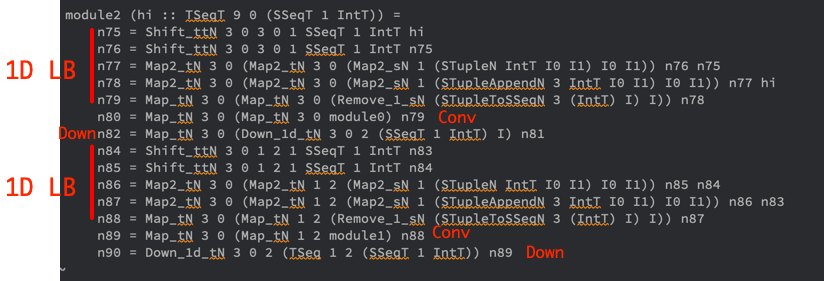 module2 (hi :: TSeqT 9 0 (SSeqT 1 IntT)) =
n75 = Shift_ttN 3 0 3 0 1 SSeqT 1 IntT hi
n76 = Shift_ttN 3 0 3 0 1 SSeqT 1 IntT n75
1D LB n77 = Map2_tN 3 0 (Map2_tN 3 0 (Map2_sN 1 (STupleN IntT I0 I1) I0 I1)) n76 n75
n78 = Map2_tN 3 0 (Map2_tN 3 0 (Map2_sN 1 (STupleAppendN 3 IntT I0 I1) I0 I1)) n77 hi
n79 = Map_tN 3 0 (Map_tN 3 0 (Remove_1_sN (STupleToSSeqN 3 (IntT) I) I)) n78
n80 = Map_tN 3 0 (Map_tN 3 0 module0) n79 Conv
Down n82 = Map_tN 3 0 (Down_1d_tN 3 0 2 (SSeqT 1 IntT) I) n81
n84 = Shift_ttN 3 0 1 2 1 SSeqT 1 IntT n83
n85 = Shift_ttN 3 0 1 2 1 SSeqT 1 IntT n84
1D LB n86 = Map2_tN 3 0 (Map2_tN 1 2 (Map2_sN 1 (STupleN IntT I0 I1) I0 I1)) n85 n84
n87 = Map2_tN 3 0 (Map2_tN 1 2 (Map2_sN 1 (STupleAppendN 3 IntT I0 I1) I0 I1)) n86 n83
n88 = Map_tN 3 0 (Map_tN 1 2 (Remove_1_sN (STupleToSSeqN 3 (IntT) I) I)) n87
n89 = Map_tN 3 0 (Map_tN 1 2 module1) n88 Conv
n90 = Down_1d_tN 3 0 2 (TSeq 1 2 (SSeqT 1 IntT)) n89 Down
~